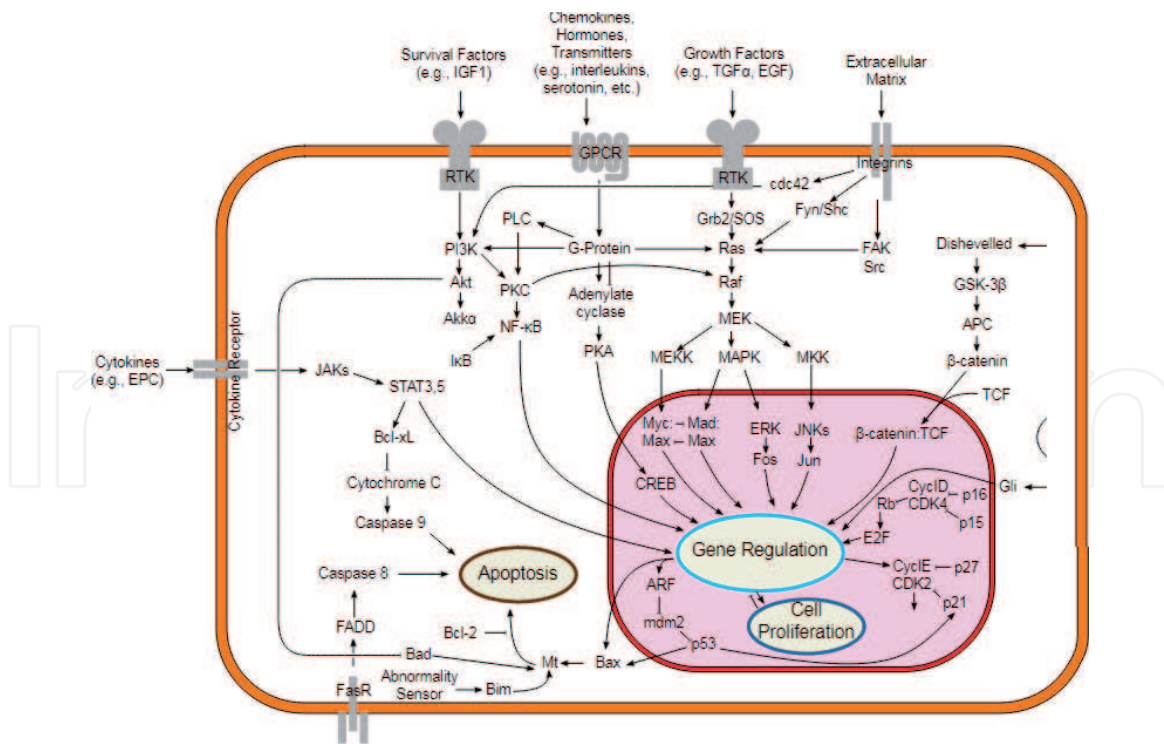 Chemokines,
Hormones,
Transmitters
(e.g., interleukins,
serotonin, etc.)
Survival Factors
(e.g., IGF1)
Growth Factors
(e.g., TGFα, EGF)
Extracellular
Matrix
GPCR
RTK
RTK
Integrins
cdc42
Fyn/Shc
Grb2/SOS
PLC
PI3K
G-Protein
Ras
FAK
Src
Dishevelled
Akt
PKC
Adenylate
cyclase
Raf
GSK-3β
Akkα
NF-κB
MEK
APC
IκB
PKA
MEKK
MAPK
MKK
β-catenin
Cytokines
(e.g., EPC)
Cytokine Receptor
JAKs
STAT3,5
TCF
Myc:
Max
Mad:
Max
ERK
Fos
JNKs
Jun
β-catenin:TCF
Bcl-xL
Cytochrome C
Caspase 9
CREB
Gli
CyclD
CDK4
p16
p15
Rb
E2F
Gene Regulation
CyclE
CDK2
p27
p21
Caspase 8
Apoptosis
ARF
mdm2
Cell
Proliferation
FADD
Bcl-2
p53
Bad
Mt
Bax
FasR
Abnormality
Sensor
Bim